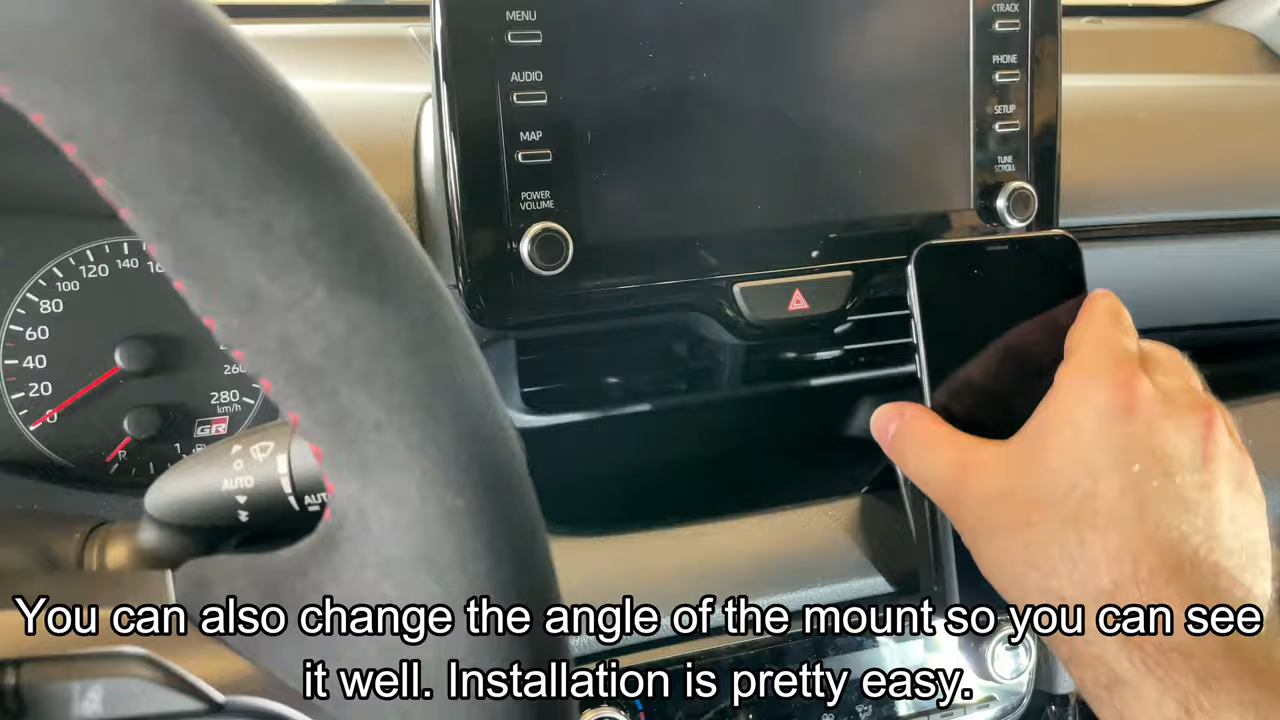 MENU
AUDIO
MAP
POWER
VOLUME
TRACK
PHONE
SETUP
TUNE
SCROLL
120
140
100
80
60
40
20
0
260
280
km/h
GR
R
1
AUTO
AUT
You can also change the angle of the mount so you can see
it well. Installation is pretty easy.